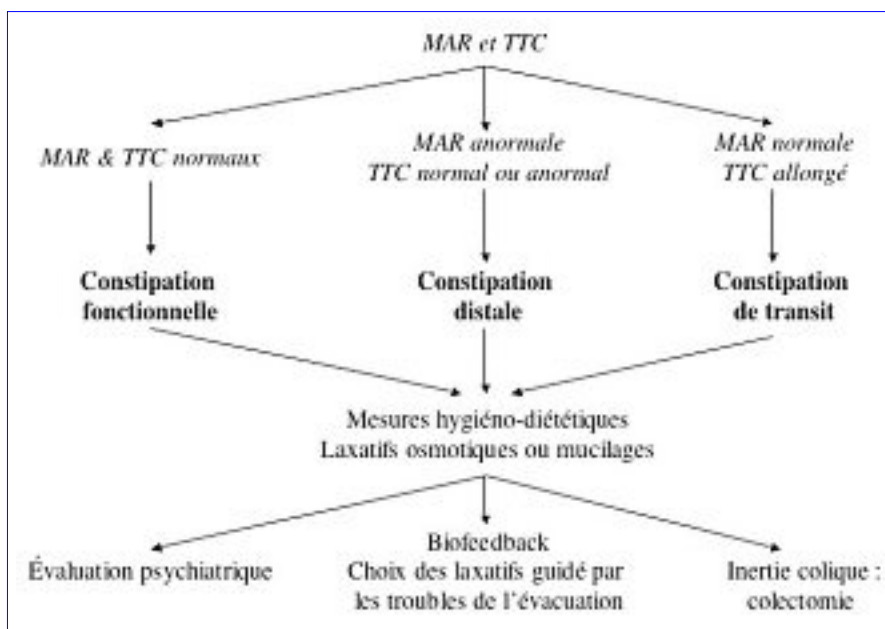 MAR et TTC
MAR & TTC normaux
MAR anormale
TTC normal ou anormal
MAR normale
TTC allongé
Constipation
fonctionnelle
Constipation
distale
Constipation
de transit
Mesures hygiéno-diététiques
Laxatifs osmotiques ou mucilages
Évaluation psychiatrique
Biofeedback
Choix des laxatifs guidé par
les troubles de l'évacuation
Inertie colique :
colectomie